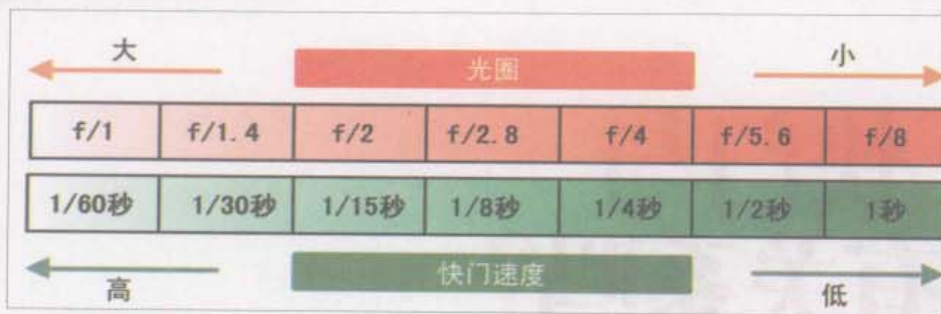 大 光圈 小
f/1 f/1.4 f/2 f/2.8 f/4 f/5.6 f/8
1/60秒 1/30秒 1/15秒 1/8秒 1/4秒 1/2秒 1秒
高 快门速度 低